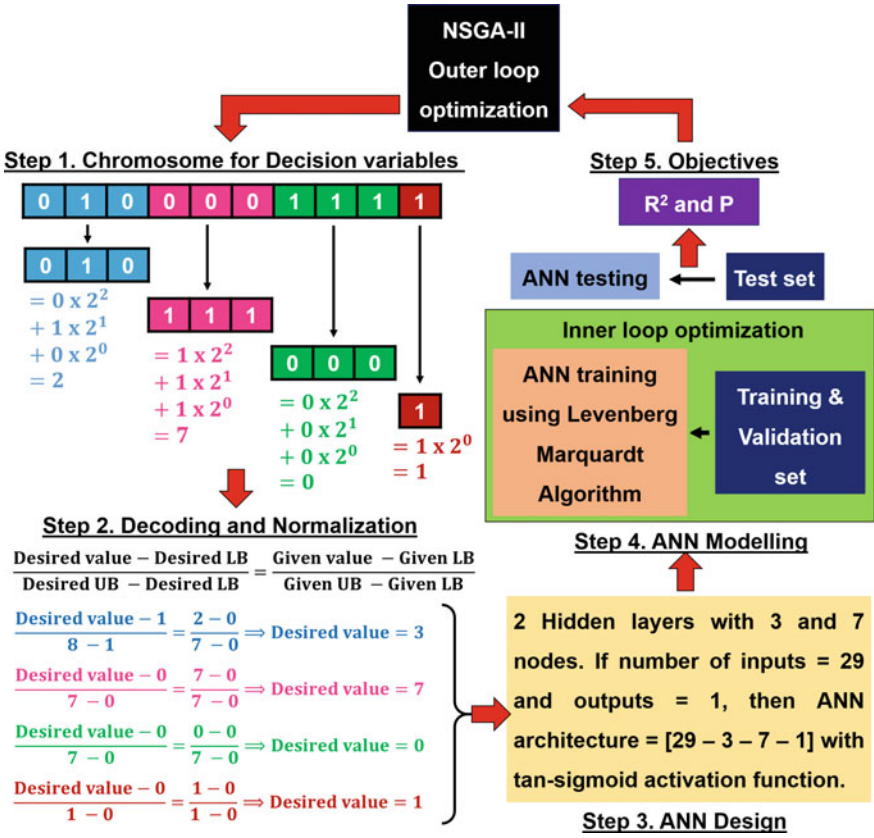 NSGA-II
Outer loop
optimization
Step 1. Chromosome for Decision variables
0 1 0 0 0 0 1 1 1 1
0 1 0
= 0 x 2²
+ 1 x 2¹
+ 0 x 2⁰
= 2
1 1 1
= 1 x 2²
+ 1 x 2¹
+ 1 x 2⁰
= 7
0 0 0
= 0 x 2²
+ 0 x 2¹
+ 0 x 2⁰
= 0
1
= 1 x 2⁰
= 1
Step 2. Decoding and Normalization
Desired value − Desired LB
Desired UB − Desired LB
=
Given value − Given LB
Given UB − Given LB
Desired value − 1
8 − 1
=
2 − 0
7 − 0
⇒ Desired value = 3
Desired value − 0
7 − 0
=
7 − 0
7 − 0
⇒ Desired value = 7
Desired value − 0
7 − 0
=
0 − 0
7 − 0
⇒ Desired value = 0
Desired value − 0
1 − 0
=
1 − 0
1 − 0
⇒ Desired value = 1
2 Hidden layers with 3 and 7
nodes. If number of inputs = 29
and outputs = 1, then ANN
architecture = [29 – 3 – 7 – 1] with
tan-sigmoid activation function.
Step 3. ANN Design
Inner loop optimization
ANN training
using Levenberg
Marquardt
Algorithm
Training &
Validation
set
Step 4. ANN Modelling
ANN testing
Test set
R² and P
Step 5. Objectives